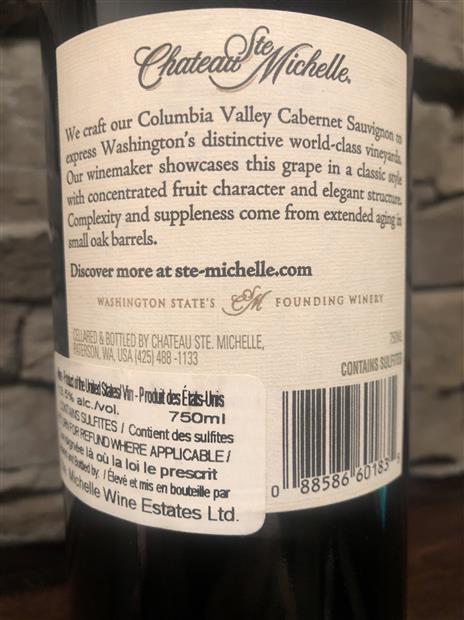 Chateau Ste Michelle.
We craft our Columbia Valley Cabernet Sauvignon to
express Washington's distinctive world-class vineyards.
Our winemaker showcases this grape in a classic style
with concentrated fruit character and elegant structure.
Complexity and suppleness come from extended aging in
small oak barrels.
Discover more at ste-michelle.com
WASHINGTON STATE'S SteM FOUNDING WINERY
CELLARED & BOTTLED BY CHATEAU STE. MICHELLE,
PATERSON, WA, USA (425) 488-1133
750ML
CONTAINS SULFITES
Product of the United States/Vin - Produit des États-Unis
5% alc./vol. 750ml
CONTAINS SULFITES / Contient des sulfites
FOR REFUND WHERE APPLICABLE /
là où la loi le prescrit
Bottled by: / Élevé et mis en bouteille par
Michelle Wine Estates Ltd.
0 88586 60183 5